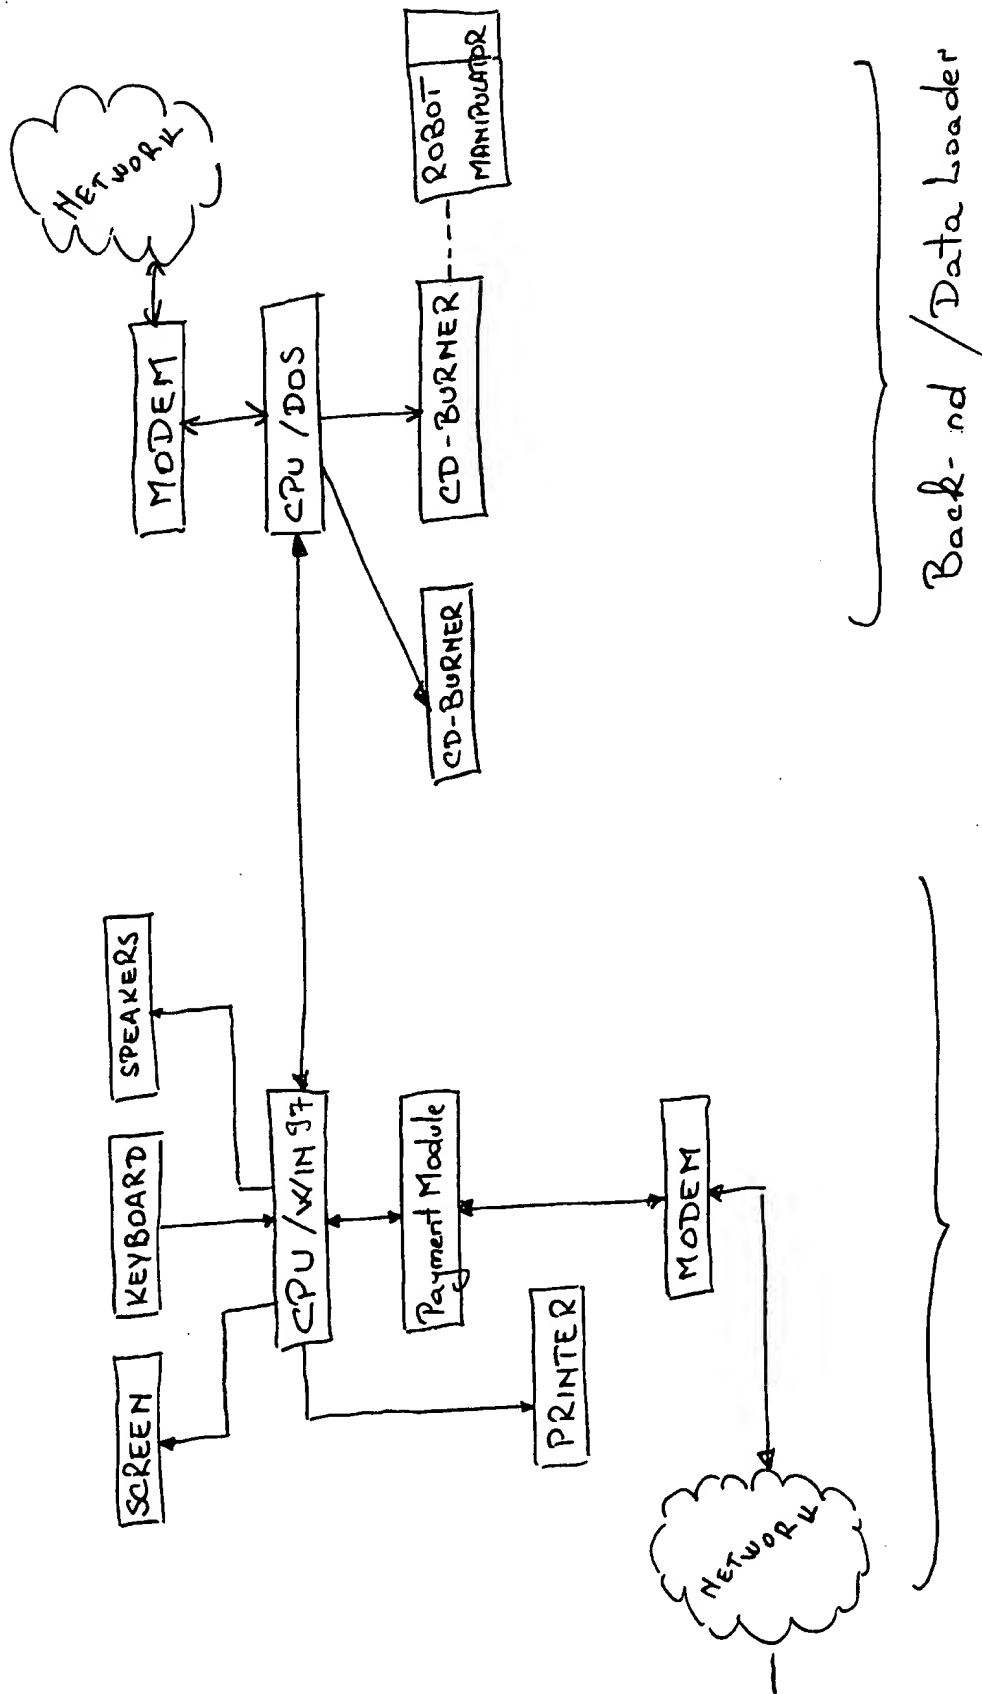 SCREEN
KEYBOARD
SPEAKERS
CPU / WIN 97
Payment Module
PRINTER
MODEM
NETWORK
NETWORK
MODEM
CPU / DOS
CD-BURNER
CD-BURNER
ROBOT
MANIPULATOR
Back- nd / Data Loader